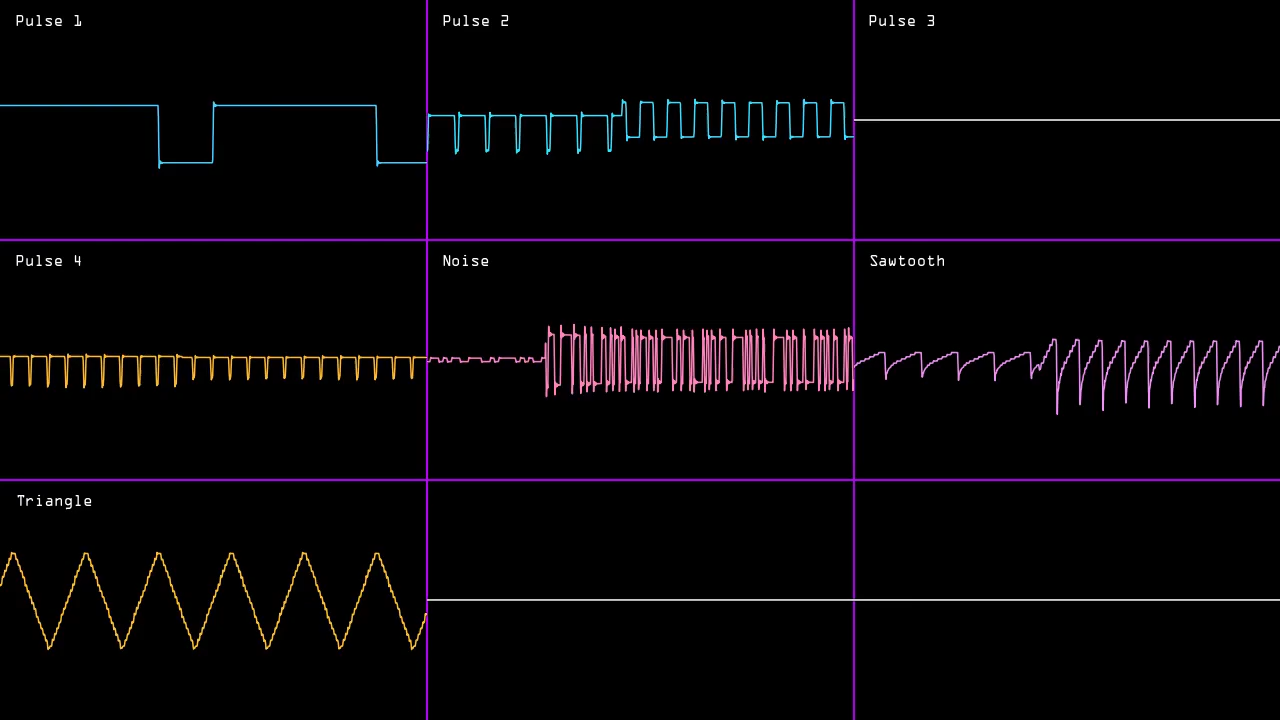 Pulse 1
Pulse 2
Pulse 3
Pulse 4
Noise
Sawtooth
Triangle